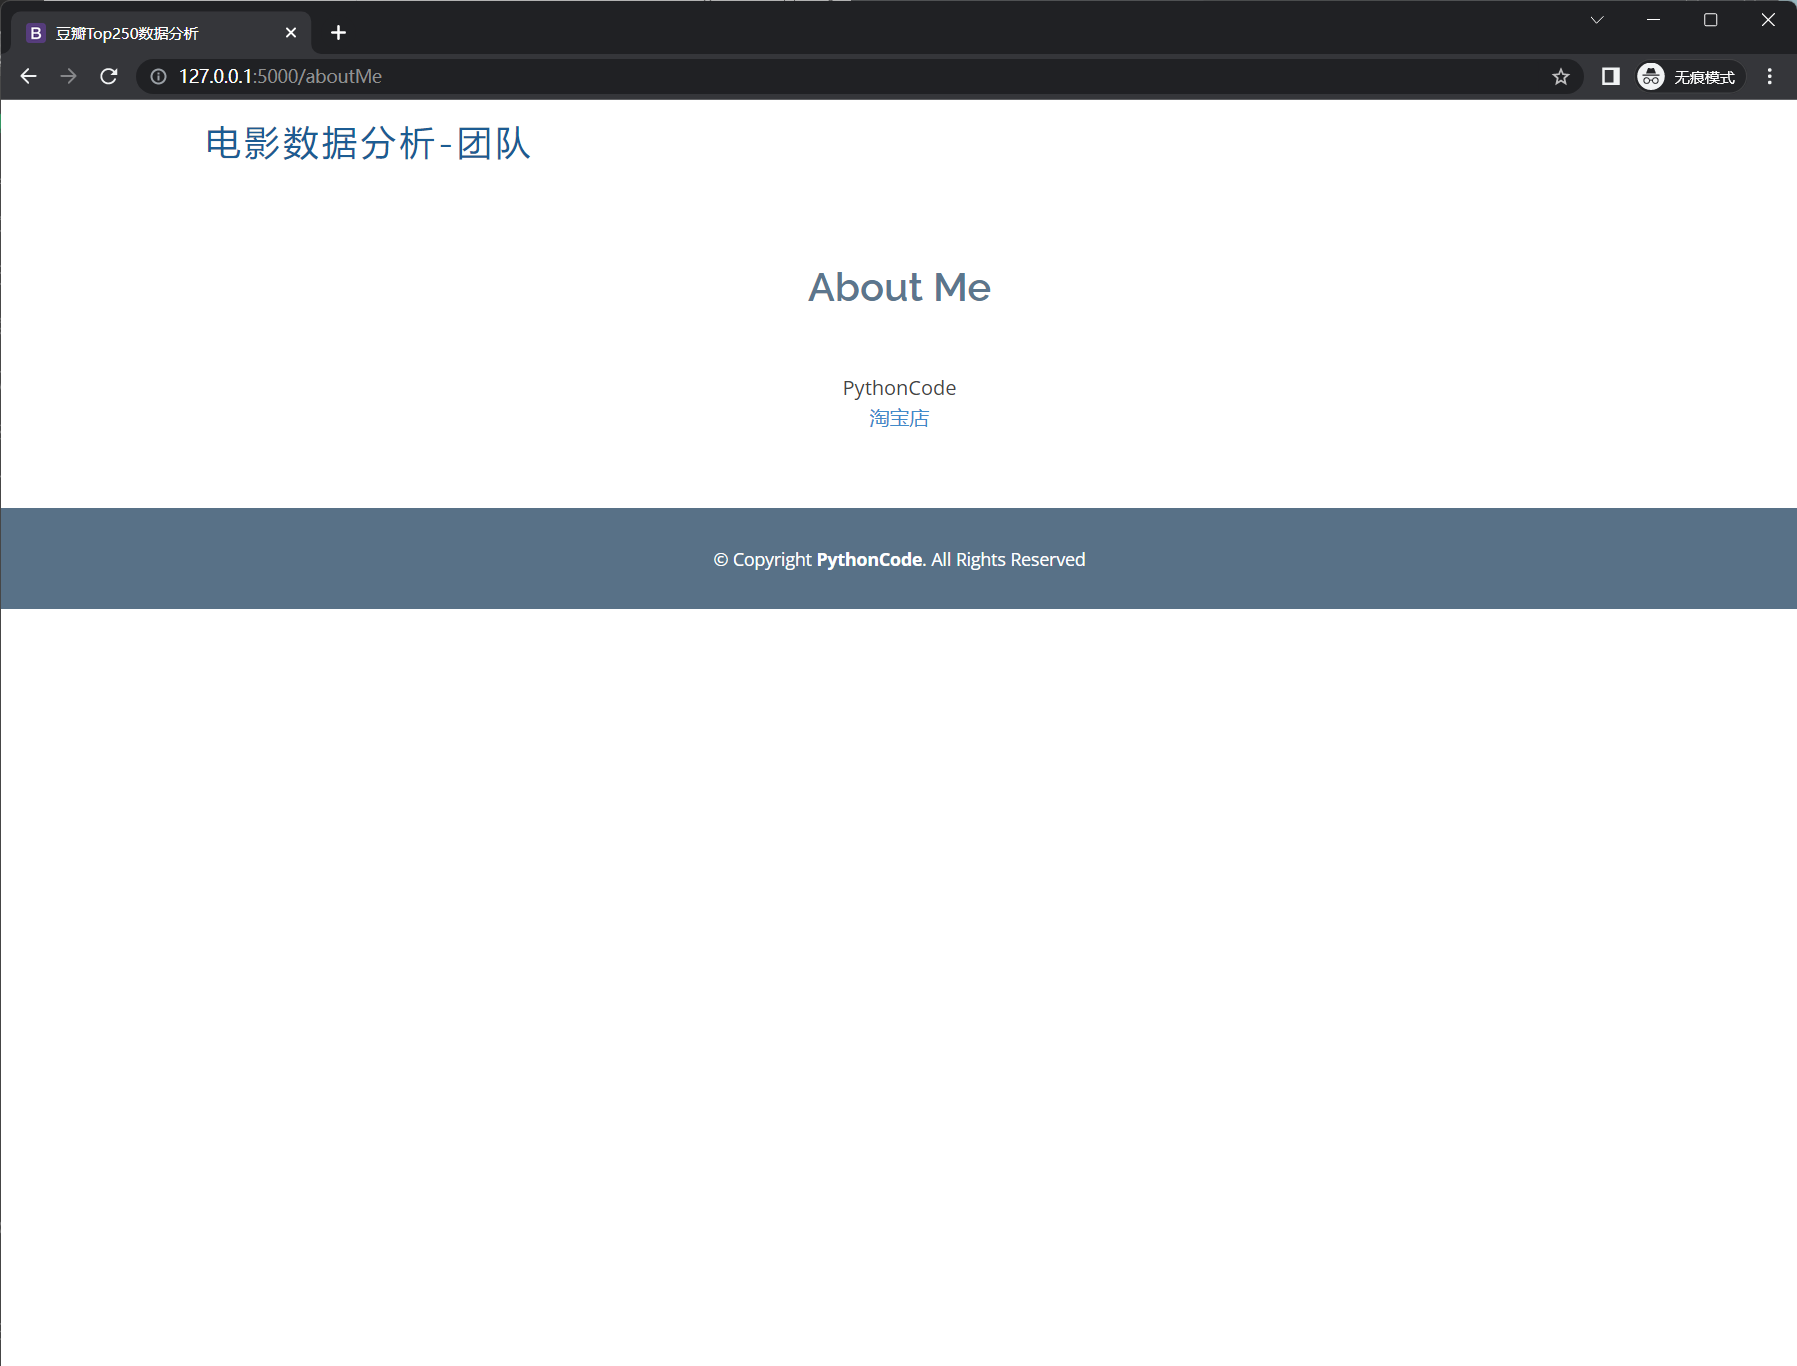 B 豆瓣Top250数据分析
127.0.0.1:5000/aboutMe 无痕模式
电影数据分析-团队
About Me
PythonCode
淘宝店
© Copyright PythonCode. All Rights Reserved